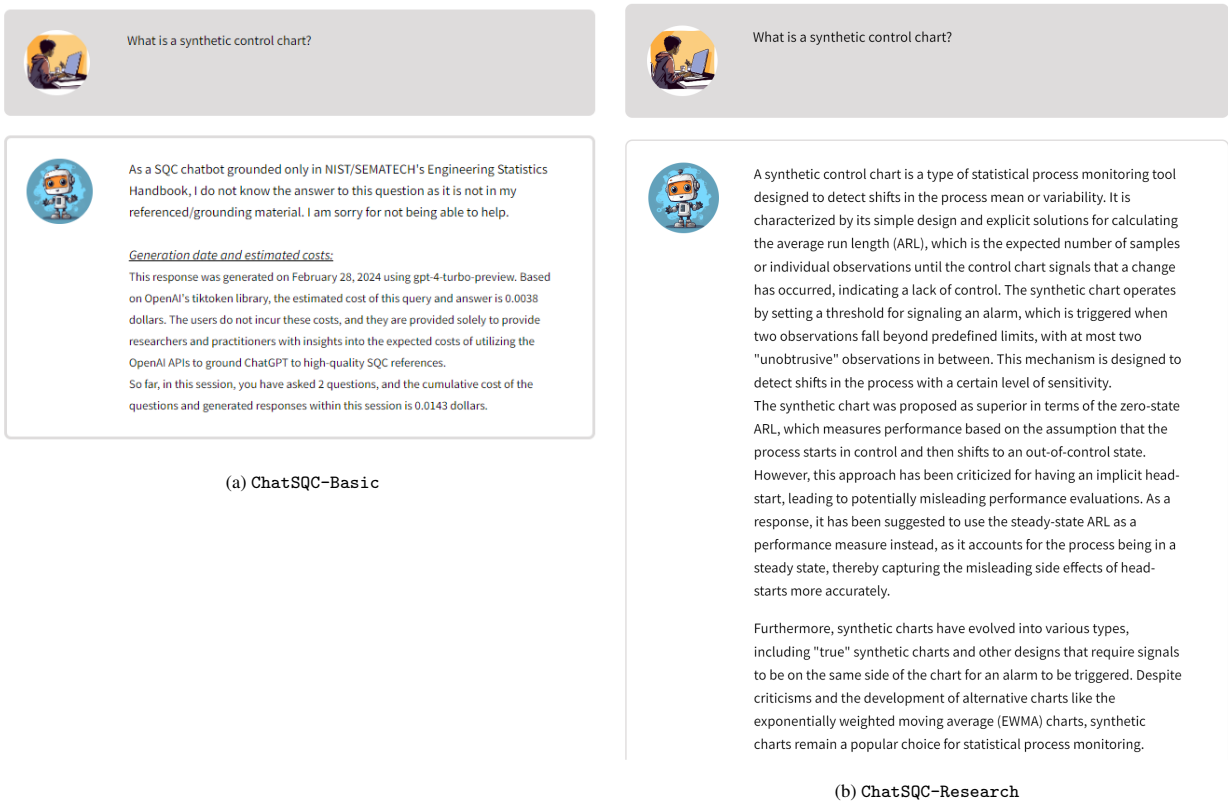 What is a synthetic control chart?
As a SQC chatbot grounded only in NIST/SEMATECH's Engineering Statistics
Handbook, I do not know the answer to this question as it is not in my
referenced/grounding material. I am sorry for not being able to help.
Generation date and estimated costs:
This response was generated on February 28, 2024 using gpt-4-turbo-preview. Based
on OpenAI's tiktoken library, the estimated cost of this query and answer is 0.0038
dollars. The users do not incur these costs, and they are provided solely to provide
researchers and practitioners with insights into the expected costs of utilizing the
OpenAI APIs to ground ChatGPT to high-quality SQC references.
So far, in this session, you have asked 2 questions, and the cumulative cost of the
questions and generated responses within this session is 0.0143 dollars.
(a) ChatSQC-Basic
What is a synthetic control chart?
A synthetic control chart is a type of statistical process monitoring tool
designed to detect shifts in the process mean or variability. It is
characterized by its simple design and explicit solutions for calculating
the average run length (ARL), which is the expected number of samples
or individual observations until the control chart signals that a change
has occurred, indicating a lack of control. The synthetic chart operates
by setting a threshold for signaling an alarm, which is triggered when
two observations fall beyond predefined limits, with at most two
"unobtrusive" observations in between. This mechanism is designed to
detect shifts in the process with a certain level of sensitivity.
The synthetic chart was proposed as superior in terms of the zero-state
ARL, which measures performance based on the assumption that the
process starts in control and then shifts to an out-of-control state.
However, this approach has been criticized for having an implicit head-
start, leading to potentially misleading performance evaluations. As a
response, it has been suggested to use the steady-state ARL as a
performance measure instead, as it accounts for the process being in a
steady state, thereby capturing the misleading side effects of head-
starts more accurately.
Furthermore, synthetic charts have evolved into various types,
including "true" synthetic charts and other designs that require signals
to be on the same side of the chart for an alarm to be triggered. Despite
criticisms and the development of alternative charts like the
exponentially weighted moving average (EWMA) charts, synthetic
charts remain a popular choice for statistical process monitoring.
(b) ChatSQC-Research